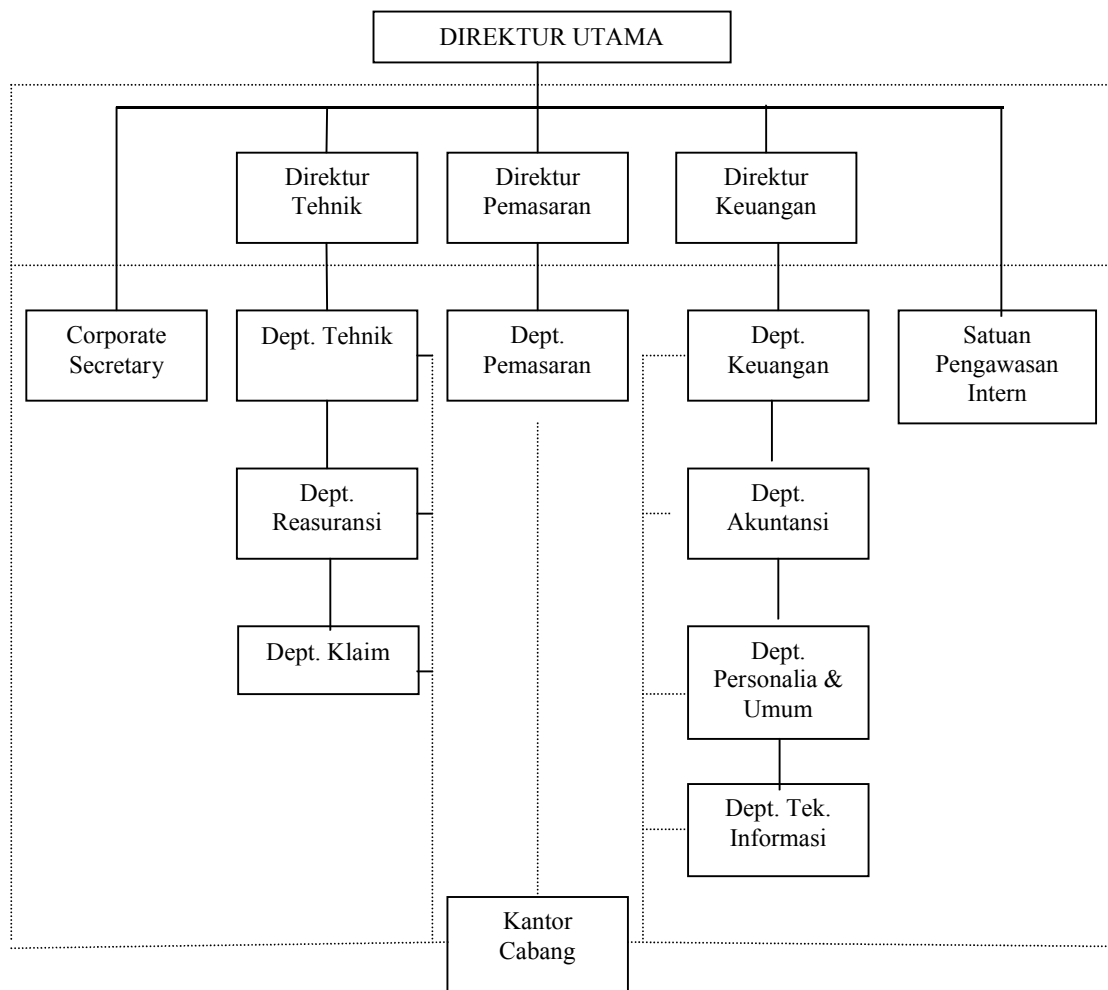 DIREKTUR UTAMA
Direktur
Tehnik
Direktur
Pemasaran
Direktur
Keuangan
Corporate
Secretary
Dept. Tehnik
Dept.
Pemasaran
Dept.
Keuangan
Satuan
Pengawasan
Intern
Dept.
Reasuransi
Dept.
Akuntansi
Dept. Klaim
Dept.
Personalia &
Umum
Dept. Tek.
Informasi
Kantor
Cabang